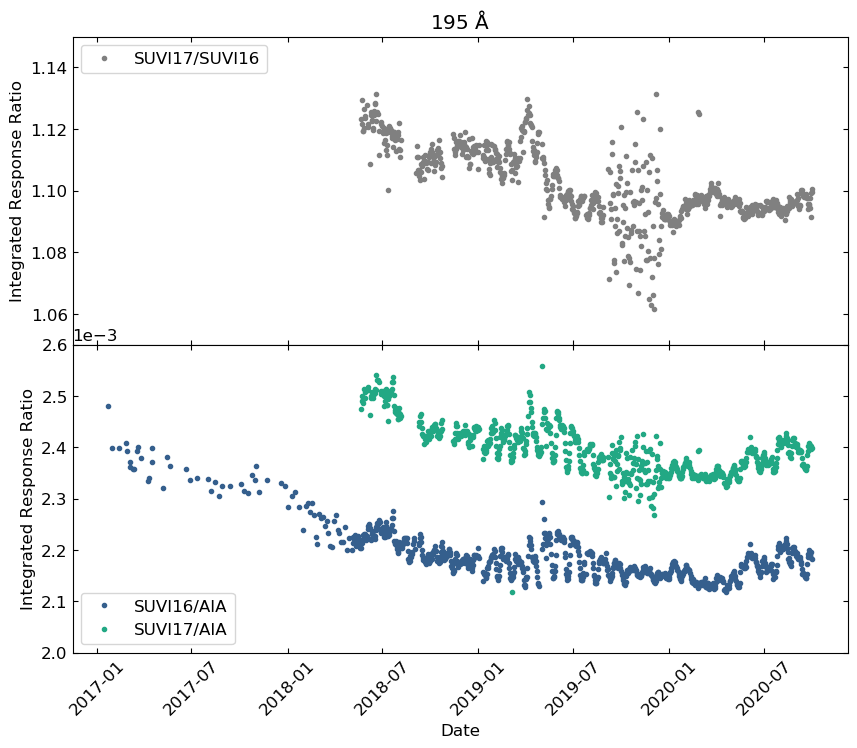 195 Å
Integrated Response Ratio
1.14
1.12
1.10
1.08
1.06
SUVI17/SUVI16
1e−3
Integrated Response Ratio
2.6
2.5
2.4
2.3
2.2
2.1
2.0
SUVI16/AIA
SUVI17/AIA
2017-01
2017-07
2018-01
2018-07
2019-01
2019-07
2020-01
2020-07
Date